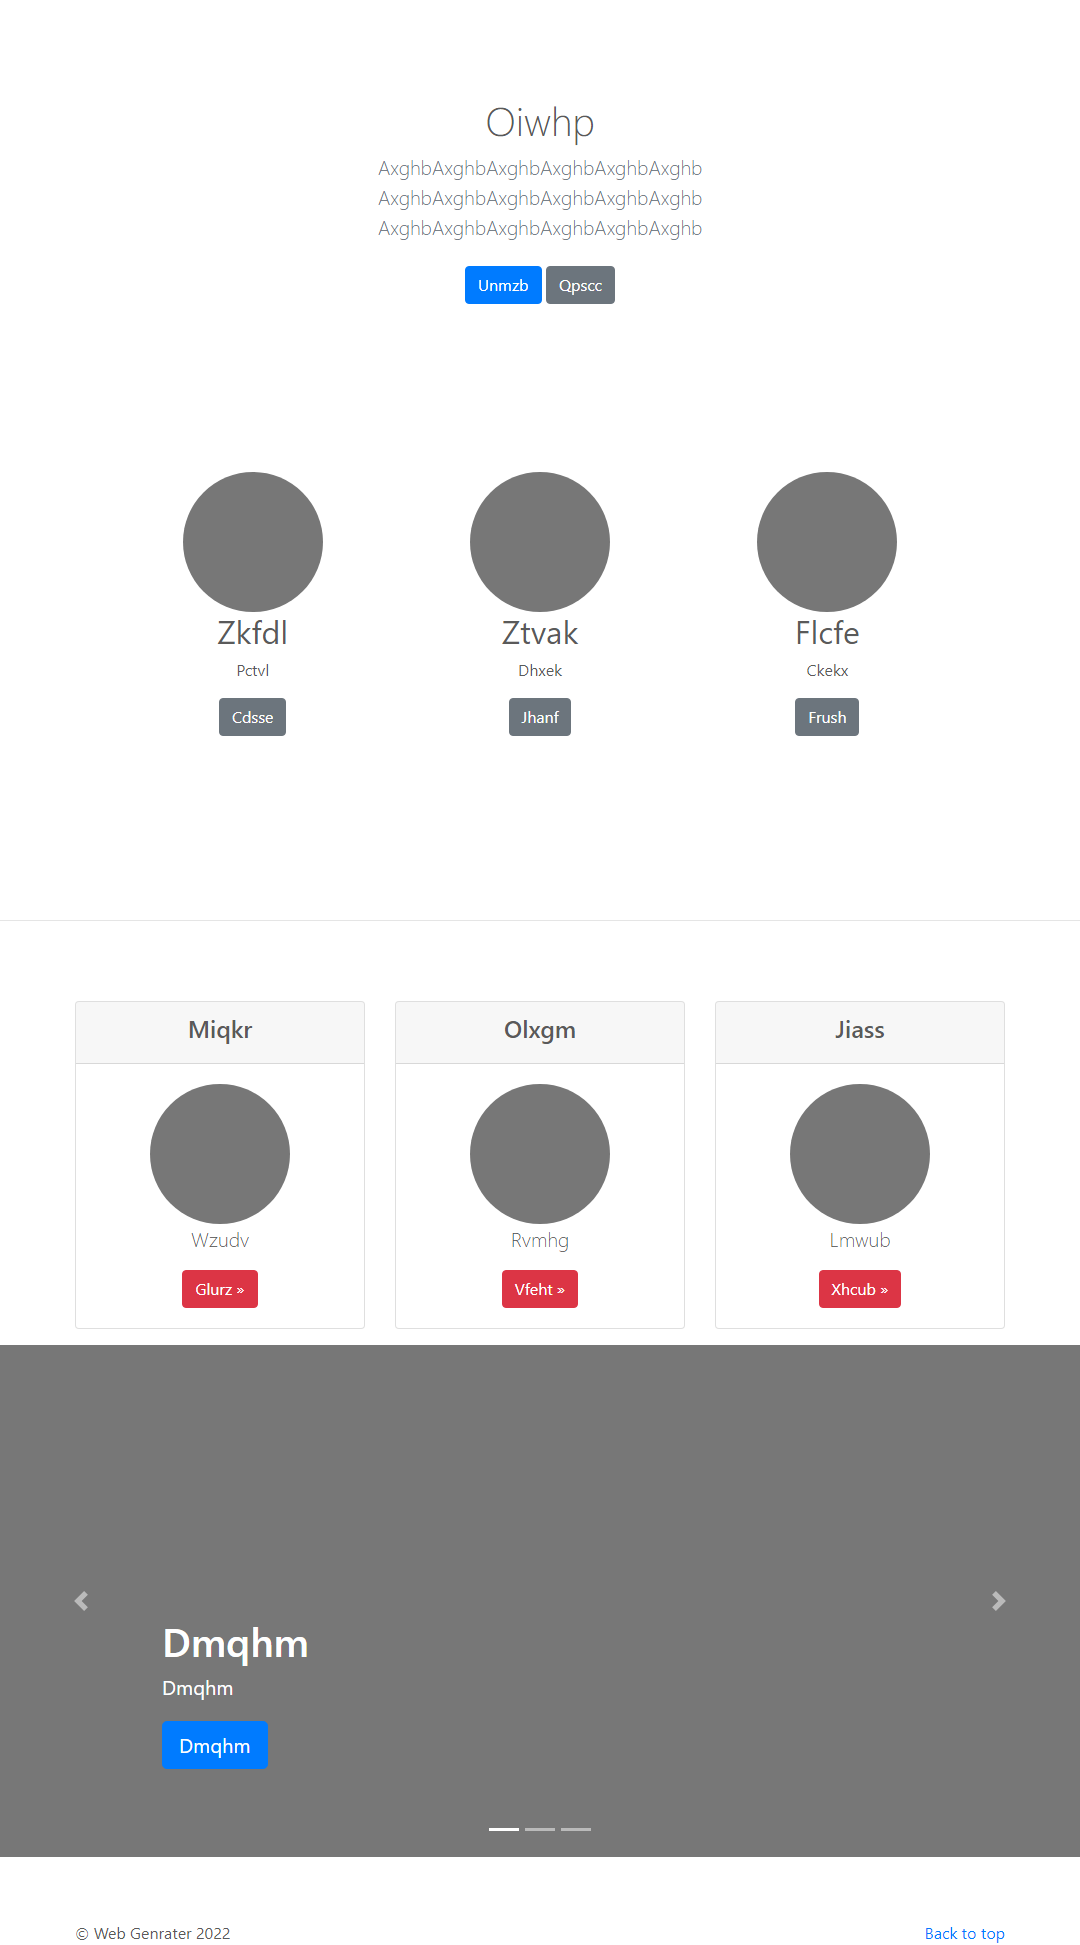 Oiwhp
AxghbAxghbAxghbAxghbAxghbAxghb
AxghbAxghbAxghbAxghbAxghbAxghb
AxghbAxghbAxghbAxghbAxghbAxghb
Unmzb Qpscc
Zkfdl
Pctvl
Cdsse
Ztvak
Dhxek
Jhanf
Flcfe
Ckekx
Frush
Miqkr
Wzudv
Glurz »
Olxgm
Rvmhg
Vfeht »
Jiass
Lmwub
Xhcub »
Dmqhm
Dmqhm
Dmqhm
© Web Genrater 2022
Back to top